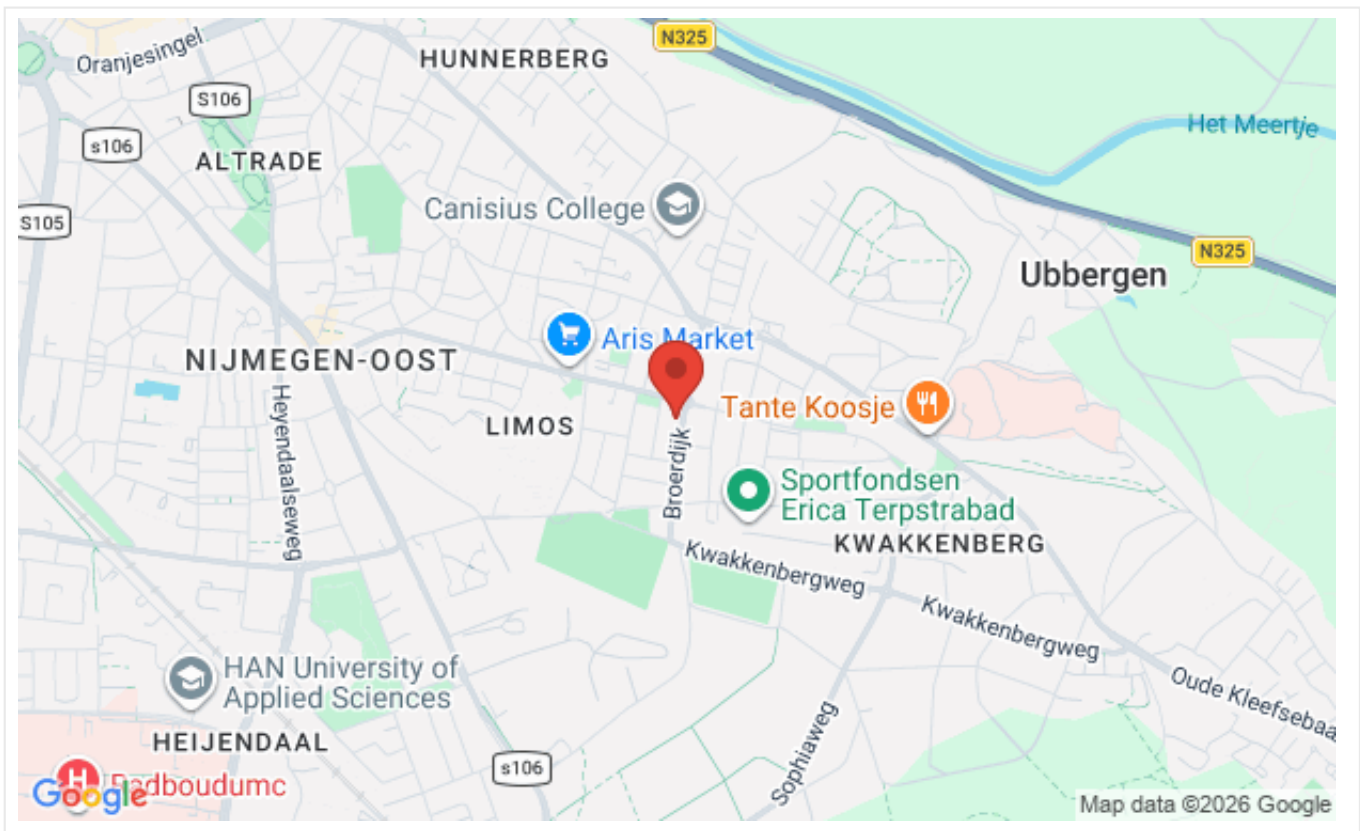 N325
HUNNERBERG
Oranjesingel
S106
Het Meertje
s106
ALTRADE
Canisius College
S105
N325
Ubbergen
Aris Market
NIJMEGEN-OOST
Tante Koosje
LIMOS
Heyendaalseweg
Broerdijk
Sportfondsen
Erica Terpstrabad
KWAKKENBERG
Kwakkenbergweg
Kwakkenbergweg
HAN University of
Applied Sciences
Oude Kleefsebaa
Sophiaweg
HEIJENDAAL
s106
H
Radboudumc
Google
Map data ©2026 Google